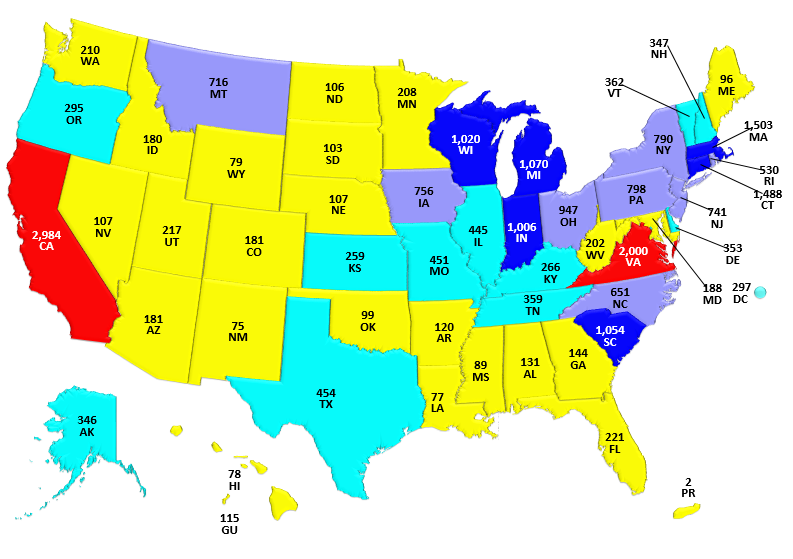 210
WA
295
OR
2,984
CA
107
NV
180
ID
716
MT
79
WY
217
UT
181
CO
181
AZ
75
NM
106
ND
103
SD
107
NE
259
KS
99
OK
454
TX
208
MN
756
IA
451
MO
120
AR
77
LA
1,020
WI
445
IL
1,070
MI
1,006
IN
947
OH
266
KY
359
TN
89
MS
131
AL
144
GA
221
FL
1,054
SC
651
NC
2,000
VA
202
WV
798
PA
790
NY
362
VT
347
NH
96
ME
1,503
MA
530
RI
1,488
CT
741
NJ
353
DE
188
MD
297
DC
346
AK
78
HI
115
GU
2
PR